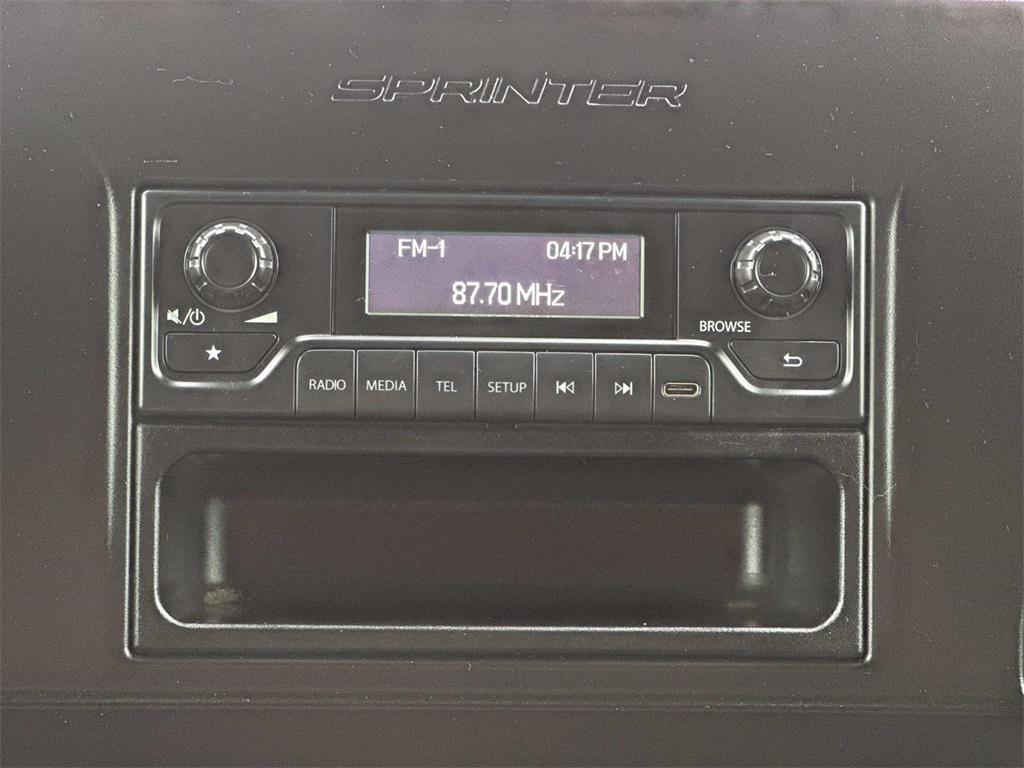 SPRINTER
FM-1 04:17 PM
87.70 MHz
BROWSE
RADIO MEDIA TEL SETUP